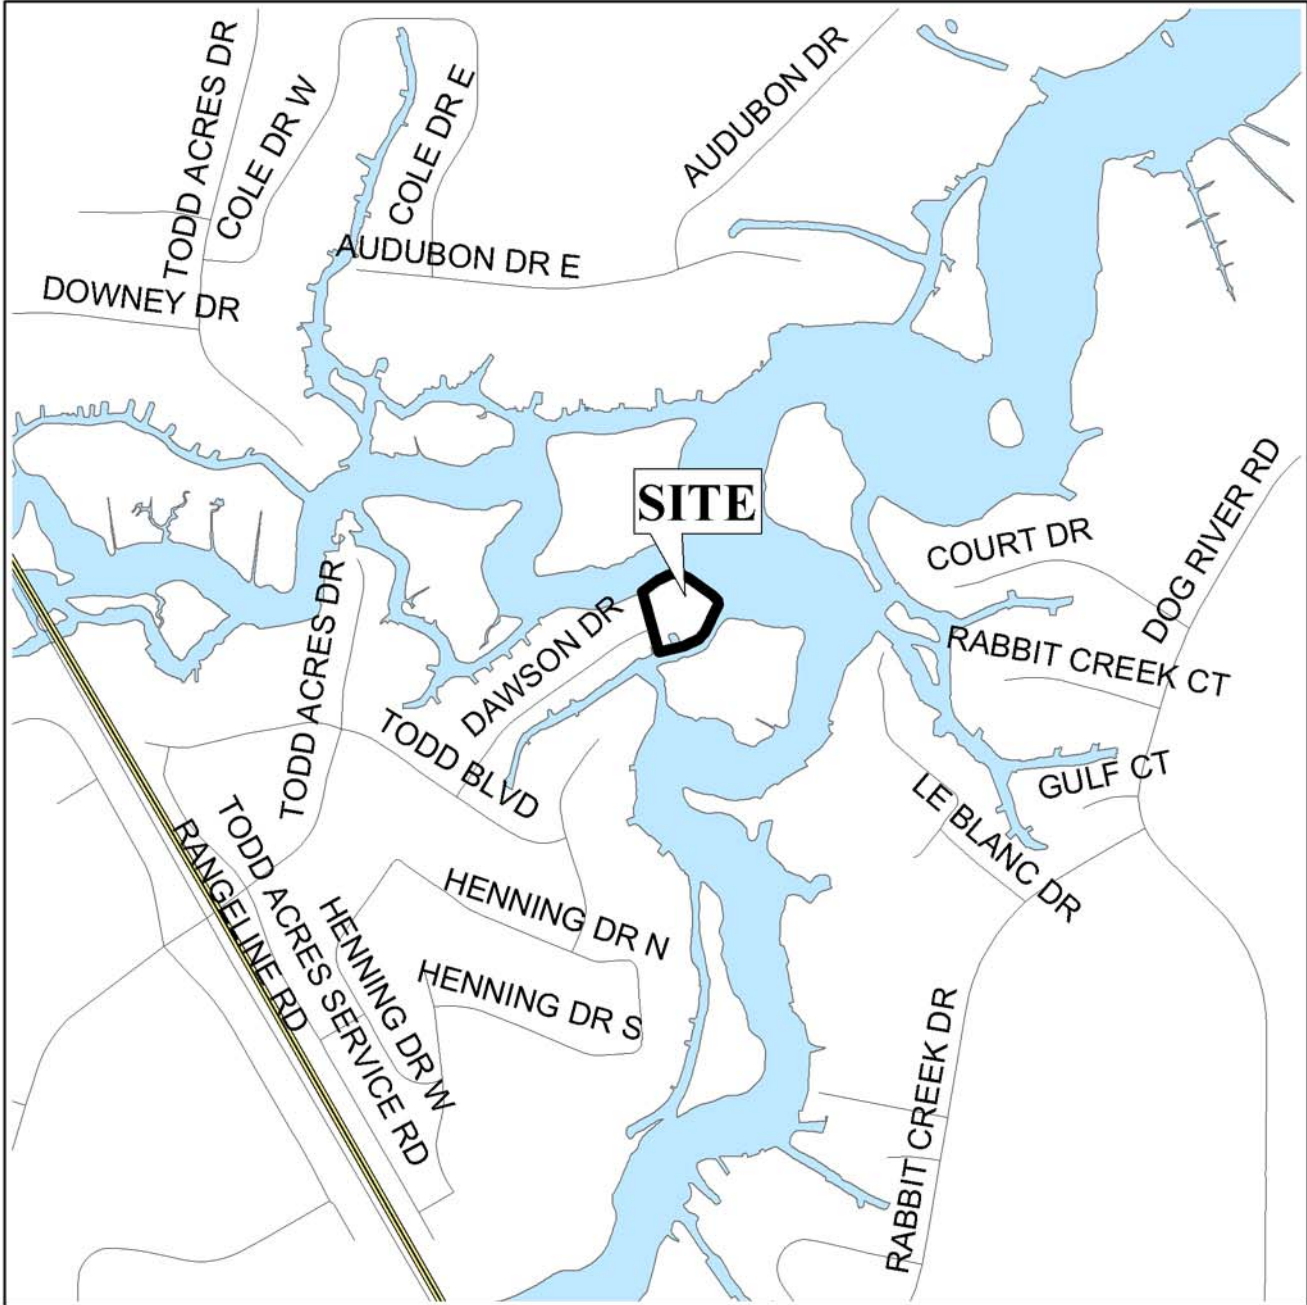 TODD ACRES DR
COLE DR W
COLE DR E
AUDUBON DR
AUDUBON DR E
DOWNEY DR
SITE
COURT DR
DOG RIVER RD
RABBIT CREEK CT
TODD ACRES DR
DAWSON DR
TODD BLVD
GULF CT
LE BLANC DR
TODD ACRES SERVICE RD
RANGELINE RD
HENNING DR W
HENNING DR N
HENNING DR S
RABBIT CREEK DR